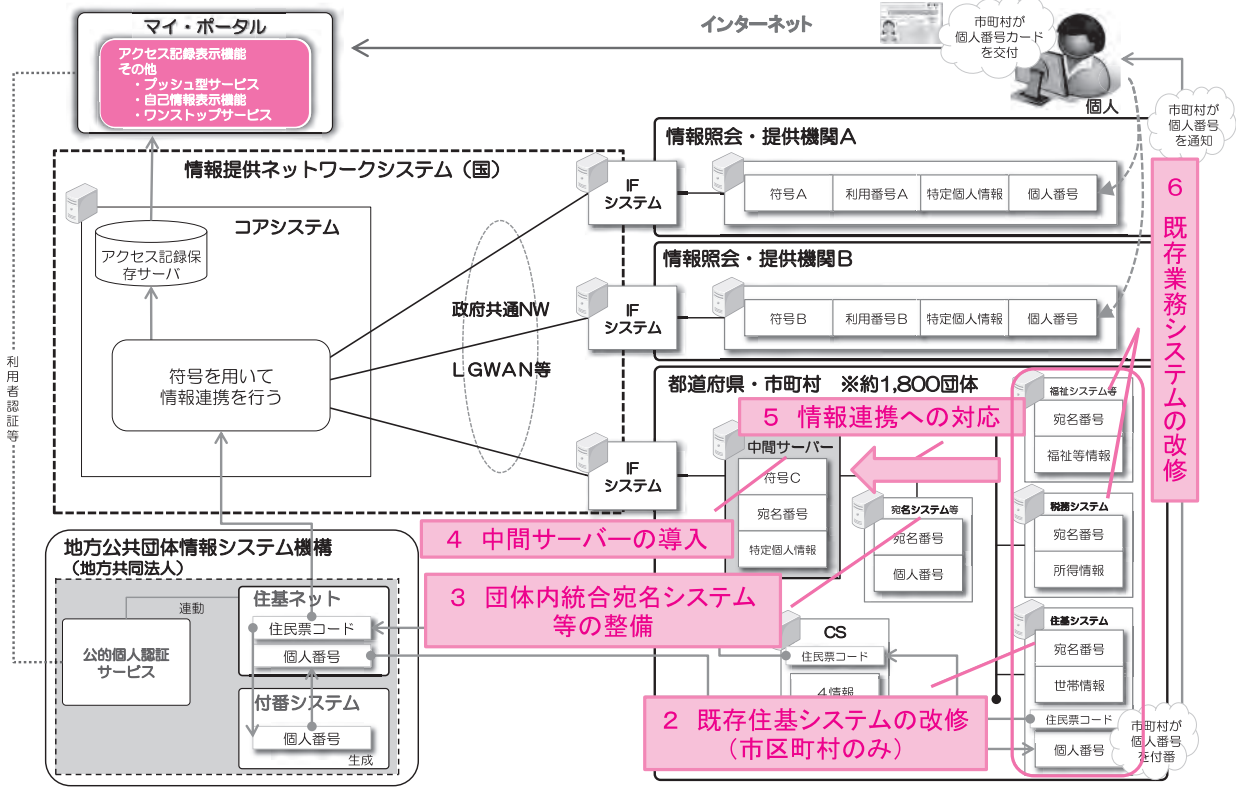 マイ・ポータル
アクセス記録表示機能
その他
・プッシュ型サービス
・自己情報表示機能
・ワンストップサービス
インターネット
市町村が
個人番号カード
を交付
個人
市町村が
個人番号
を通知
利用者認証等
情報提供ネットワークシステム（国）
コアシステム
アクセス記録保
存サーバ
符号を用いて
情報連携を行う
政府共通NW
LGWAN等
IF
システム
IF
システム
IF
システム
情報照会・提供機関A
符号A
利用番号A
特定個人情報
個人番号
情報照会・提供機関B
符号B
利用番号B
特定個人情報
個人番号
6 既存業務システムの改修
都道府県・市町村 ※約1,800団体
5 情報連携への対応
中間サーバー
符号C
宛名番号
特定個人情報
宛名システム等
宛名番号
個人番号
福祉システム等
宛名番号
福祉等情報
税務システム
宛名番号
所得情報
住基システム
宛名番号
世帯情報
住民票コード
個人番号
市町村が
個人番号
を付番
CS
住民票コード
4情報
4 中間サーバーの導入
3 団体内統合宛名システム
等の整備
2 既存住基システムの改修
（市区町村のみ）
地方公共団体情報システム機構
（地方共同法人）
連動
公的個人認証
サービス
住基ネット
住民票コード
個人番号
付番システム
個人番号
生成